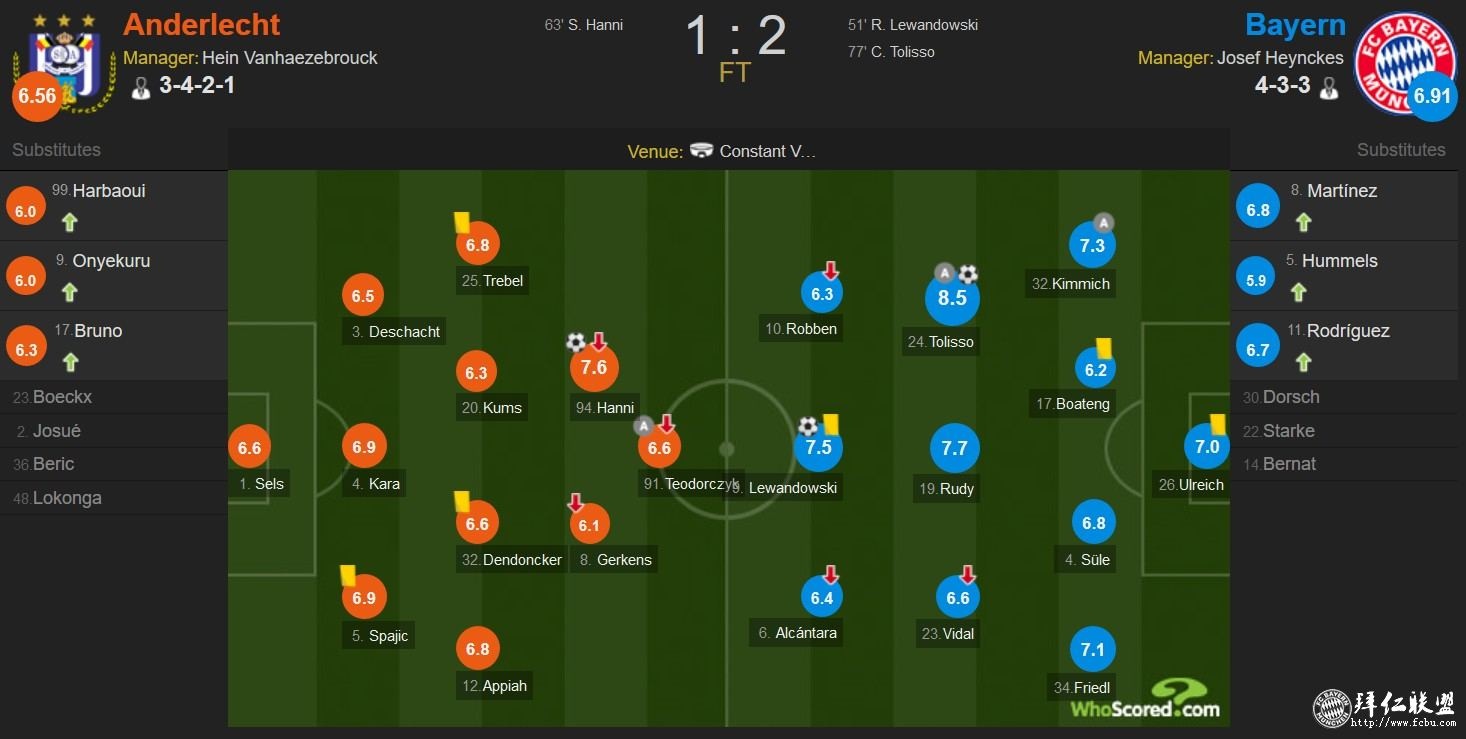 Anderlecht
Manager: Hein Vanhaezebrouck
3-4-2-1
6.56
63' S. Hanni
1 : 2
FT
51' R. Lewandowski
77' C. Tolisso
Bayern
Manager: Josef Heynckes
4-3-3
FC BAYERN MÜNC
6.91
Substitutes
Venue: Constant V...
Substitutes
6.0
99. Harbaoui
6.0
9. Onyekuru
6.3
17. Bruno
23. Boeckx
2. Josué
36. Beric
48. Lokonga
6.6
1. Sels
6.5
3. Deschacht
6.9
4. Kara
6.9
5. Spajic
6.8
25. Trebel
6.3
20. Kums
6.6
32. Dendoncker
6.8
12. Appiah
7.6
94. Hanni
6.1
8. Gerkens
A
6.6
91. Teodorczyk
6.3
10. Robben
7.5
9. Lewandowski
6.4
6. Alcántara
A
8.5
24. Tolisso
7.7
19. Rudy
6.6
23. Vidal
A
7.3
32. Kimmich
6.2
17. Boateng
6.8
4. Süle
7.1
34. Friedl
7.0
26. Ulreich
6.8
8. Martínez
5.9
5. Hummels
6.7
11. Rodríguez
30. Dorsch
22. Starke
14. Bernat
WhoScored.com
FC BAYERN MÜNCHEN
拜仁联盟
http://www.fcbu.com